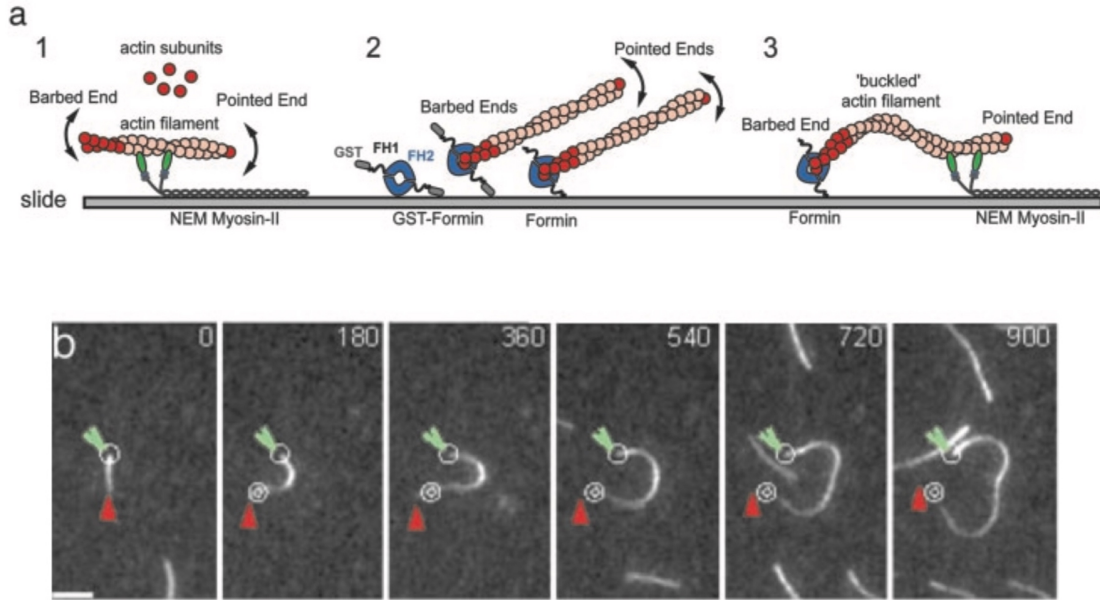 a
1
2
3
actin subunits
Barbed End
Pointed End
actin filament
NEM Myosin-II
slide
Barbed Ends
Pointed Ends
GST
FH1
FH2
GST-Formin
Formin
'buckled'
actin filament
Barbed End
Pointed End
Formin
NEM Myosin-II
b
0
180
360
540
720
900